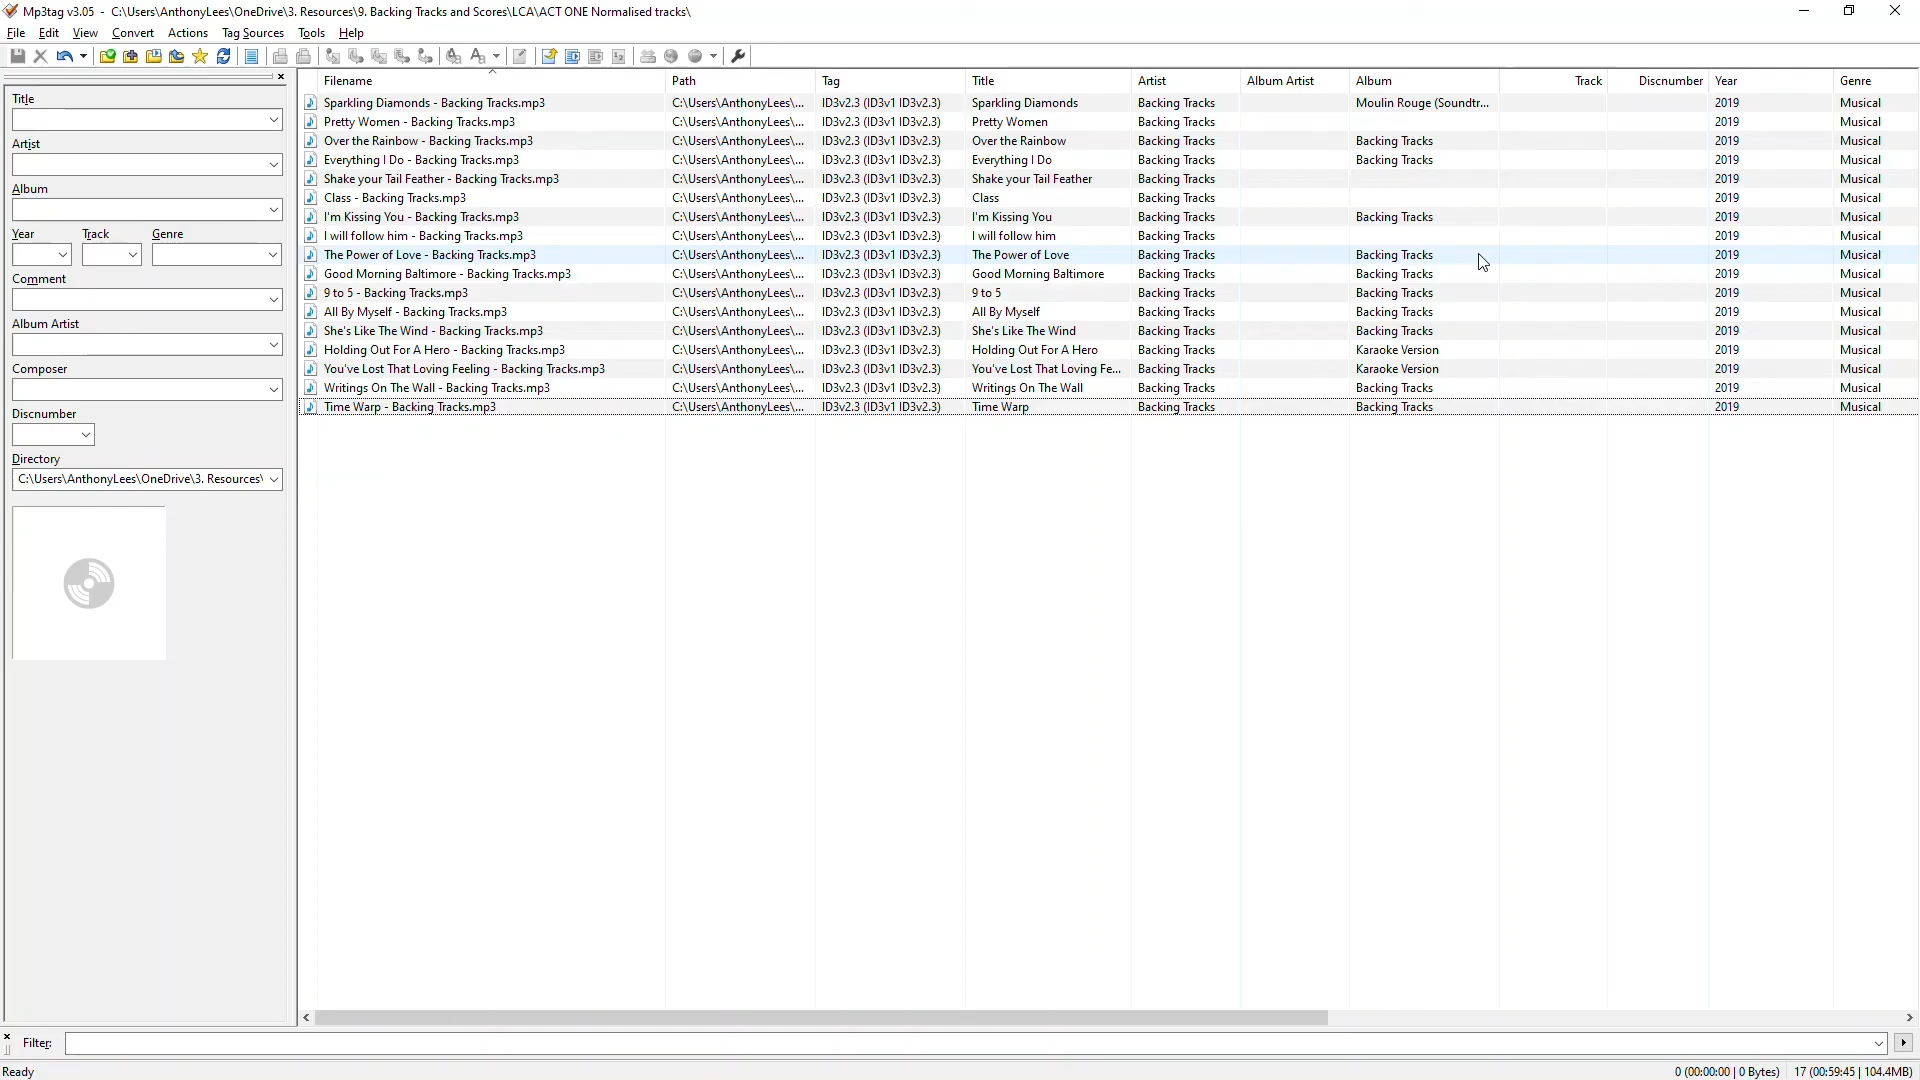 Mp3tag v3.05 - C:\Users\AnthonyLees\OneDrive\3. Resources\9. Backing Tracks and Scores\LCA\ACT ONE Normalised tracks\
File Edit View Convert Actions Tag Sources Tools Help
Title
Artist
Album
Year Track Genre
Comment
Album Artist
Composer
Discnumber
Directory
C:\Users\AnthonyLees\OneDrive\3. Resources\
Filename Path Tag Title Artist Album Artist Album Track Discnumber Year Genre
Sparkling Diamonds - Backing Tracks.mp3 C:\Users\AnthonyLees\... ID3v2.3 (ID3v1 ID3v2.3) Sparkling Diamonds Backing Tracks Moulin Rouge (Soundtr... 2019 Musical
Pretty Women - Backing Tracks.mp3 C:\Users\AnthonyLees\... ID3v2.3 (ID3v1 ID3v2.3) Pretty Women Backing Tracks 2019 Musical
Over the Rainbow - Backing Tracks.mp3 C:\Users\AnthonyLees\... ID3v2.3 (ID3v1 ID3v2.3) Over the Rainbow Backing Tracks Backing Tracks 2019 Musical
Everything I Do - Backing Tracks.mp3 C:\Users\AnthonyLees\... ID3v2.3 (ID3v1 ID3v2.3) Everything I Do Backing Tracks Backing Tracks 2019 Musical
Shake your Tail Feather - Backing Tracks.mp3 C:\Users\AnthonyLees\... ID3v2.3 (ID3v1 ID3v2.3) Shake your Tail Feather Backing Tracks 2019 Musical
Class - Backing Tracks.mp3 C:\Users\AnthonyLees\... ID3v2.3 (ID3v1 ID3v2.3) Class Backing Tracks 2019 Musical
I'm Kissing You - Backing Tracks.mp3 C:\Users\AnthonyLees\... ID3v2.3 (ID3v1 ID3v2.3) I'm Kissing You Backing Tracks Backing Tracks 2019 Musical
I will follow him - Backing Tracks.mp3 C:\Users\AnthonyLees\... ID3v2.3 (ID3v1 ID3v2.3) I will follow him Backing Tracks 2019 Musical
The Power of Love - Backing Tracks.mp3 C:\Users\AnthonyLees\... ID3v2.3 (ID3v1 ID3v2.3) The Power of Love Backing Tracks Backing Tracks 2019 Musical
Good Morning Baltimore - Backing Tracks.mp3 C:\Users\AnthonyLees\... ID3v2.3 (ID3v1 ID3v2.3) Good Morning Baltimore Backing Tracks Backing Tracks 2019 Musical
9 to 5 - Backing Tracks.mp3 C:\Users\AnthonyLees\... ID3v2.3 (ID3v1 ID3v2.3) 9 to 5 Backing Tracks Backing Tracks 2019 Musical
All By Myself - Backing Tracks.mp3 C:\Users\AnthonyLees\... ID3v2.3 (ID3v1 ID3v2.3) All By Myself Backing Tracks Backing Tracks 2019 Musical
She's Like The Wind - Backing Tracks.mp3 C:\Users\AnthonyLees\... ID3v2.3 (ID3v1 ID3v2.3) She's Like The Wind Backing Tracks Backing Tracks 2019 Musical
Holding Out For A Hero - Backing Tracks.mp3 C:\Users\AnthonyLees\... ID3v2.3 (ID3v1 ID3v2.3) Holding Out For A Hero Backing Tracks Karaoke Version 2019 Musical
You've Lost That Loving Feeling - Backing Tracks.mp3 C:\Users\AnthonyLees\... ID3v2.3 (ID3v1 ID3v2.3) You've Lost That Loving Fe... Backing Tracks Karaoke Version 2019 Musical
Writings On The Wall - Backing Tracks.mp3 C:\Users\AnthonyLees\... ID3v2.3 (ID3v1 ID3v2.3) Writings On The Wall Backing Tracks Backing Tracks 2019 Musical
Time Warp - Backing Tracks.mp3 C:\Users\AnthonyLees\... ID3v2.3 (ID3v1 ID3v2.3) Time Warp Backing Tracks Backing Tracks 2019 Musical
Filter:
Ready 0 (00:00:00 | 0 Bytes) 17 (00:59:45 | 104.4MB)